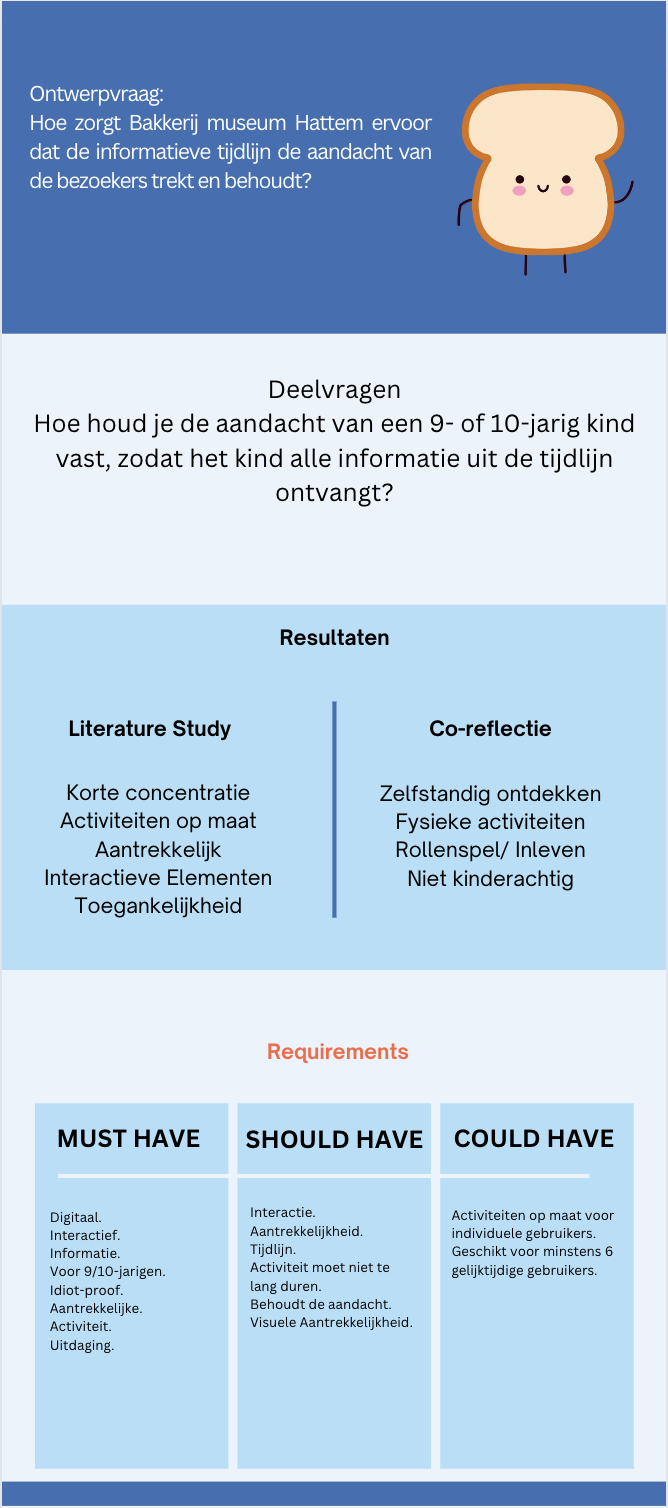 Ontwerpvraag:
Hoe zorgt Bakkerij museum Hattem ervoor
dat de informatieve tijdlijn de aandacht van
de bezoekers trekt en behoudt?
Deelvragen
Hoe houd je de aandacht van een 9- of 10-jarig kind
vast, zodat het kind alle informatie uit de tijdlijn
ontvangt?
Resultaten
Literature Study
Korte concentratie
Activiteiten op maat
Aantrekkelijk
Interactieve Elementen
Toegankelijkheid
Co-reflectie
Zelfstandig ontdekken
Fysieke activiteiten
Rollenspel/ Inleven
Niet kinderachtig
Requirements
MUST HAVE
Digitaal.
Interactief.
Informatie.
Voor 9/10-jarigen.
Idiot-proof.
Aantrekkelijke.
Activiteit.
Uitdaging.
SHOULD HAVE
Interactie.
Aantrekkelijkheid.
Tijdlijn.
Activiteit moet niet te
lang duren.
Behoudt de aandacht.
Visuele Aantrekkelijkheid.
COULD HAVE
Activiteiten op maat voor
individuele gebruikers.
Geschikt voor minstens 6
gelijktijdige gebruikers.